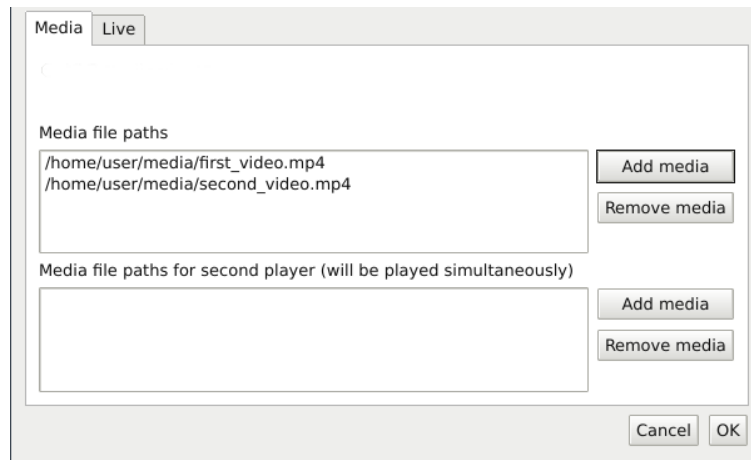 Media Live
Media file paths
/home/user/media/first_video.mp4
/home/user/media/second_video.mp4
Add media
Remove media
Media file paths for second player (will be played simultaneously)
Add media
Remove media
Cancel OK